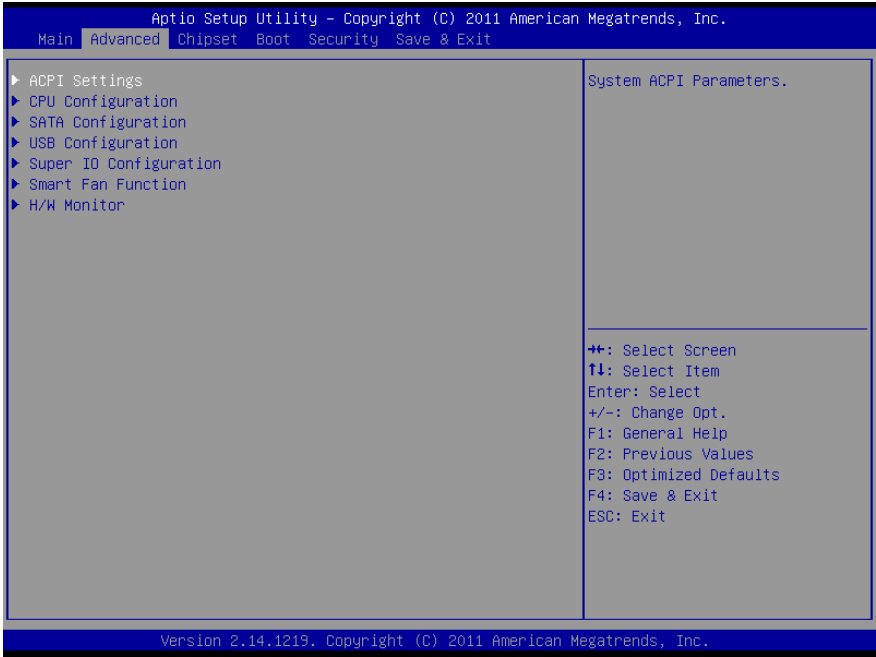 Aptio Setup Utility – Copyright (C) 2011 American Megatrends, Inc.
Main Advanced Chipset Boot Security Save & Exit
ACPI Settings
CPU Configuration
SATA Configuration
USB Configuration
Super IO Configuration
Smart Fan Function
H/W Monitor
System ACPI Parameters.
→←: Select Screen
↑↓: Select Item
Enter: Select
+/-: Change Opt.
F1: General Help
F2: Previous Values
F3: Optimized Defaults
F4: Save & Exit
ESC: Exit
Version 2.14.1219. Copyright (C) 2011 American Megatrends, Inc.